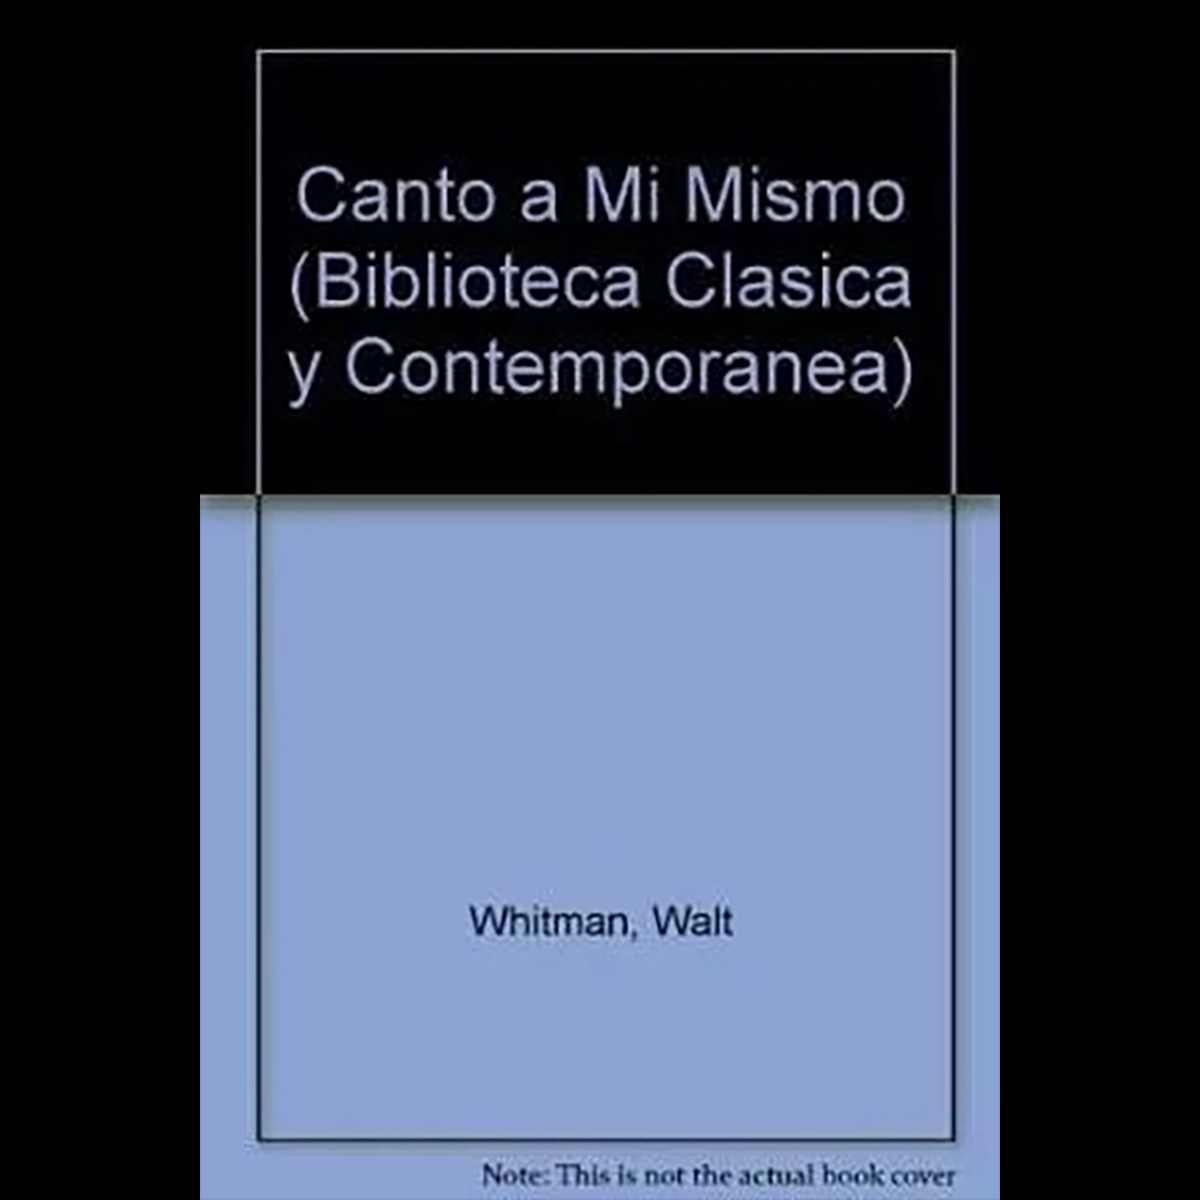 Canto a Mi Mismo
(Biblioteca Clasica
y Contemporanea)
Whitman, Walt
Note: This is not the actual book cover